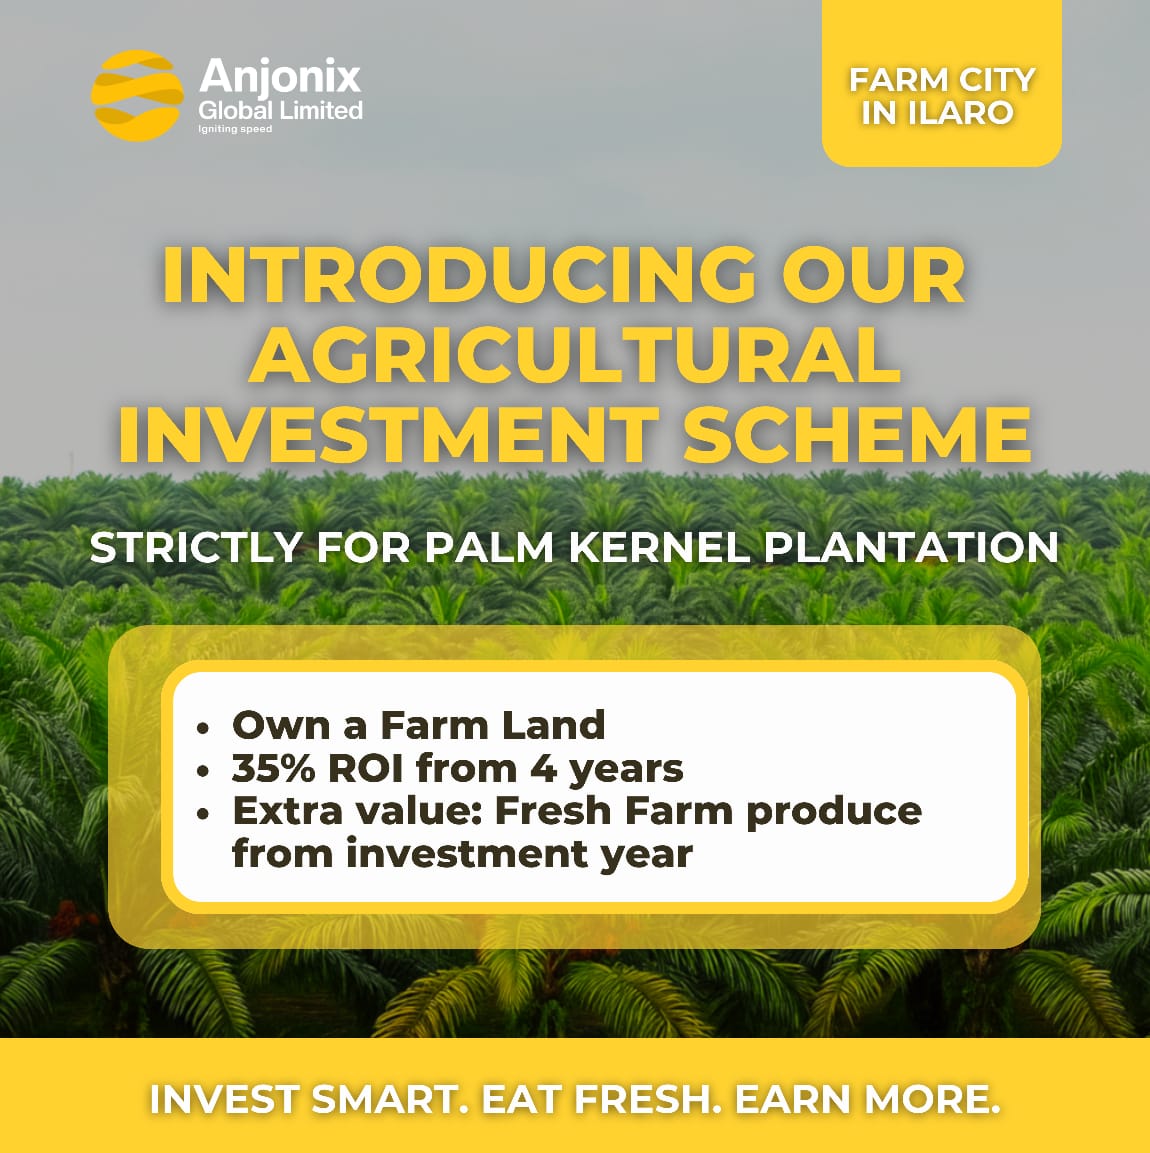 Anjonix
Global Limited
Igniting speed
FARM CITY
IN ILARO
INTRODUCING OUR
AGRICULTURAL
INVESTMENT SCHEME
STRICTLY FOR PALM KERNEL PLANTATION
• Own a Farm Land
• 35% ROI from 4 years
• Extra value: Fresh Farm produce
from investment year
INVEST SMART. EAT FRESH. EARN MORE.